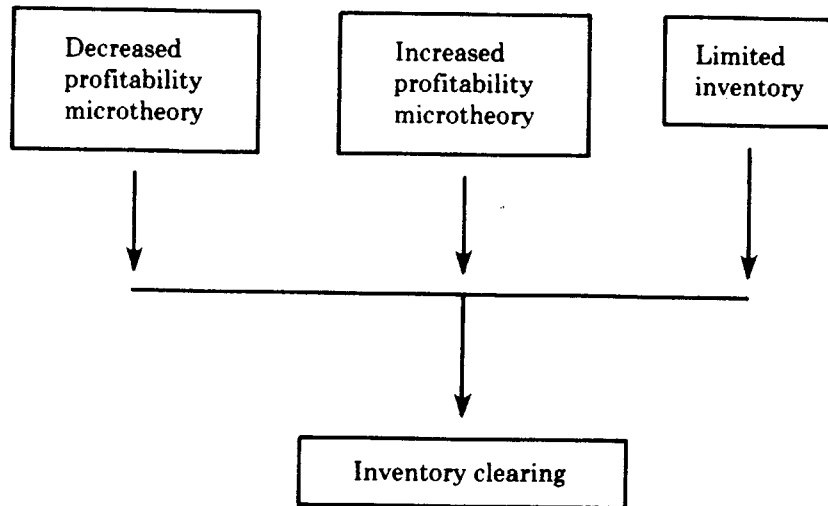 Decreased
profitability
microtheory
Increased
profitability
microtheory
Limited
inventory
Inventory clearing